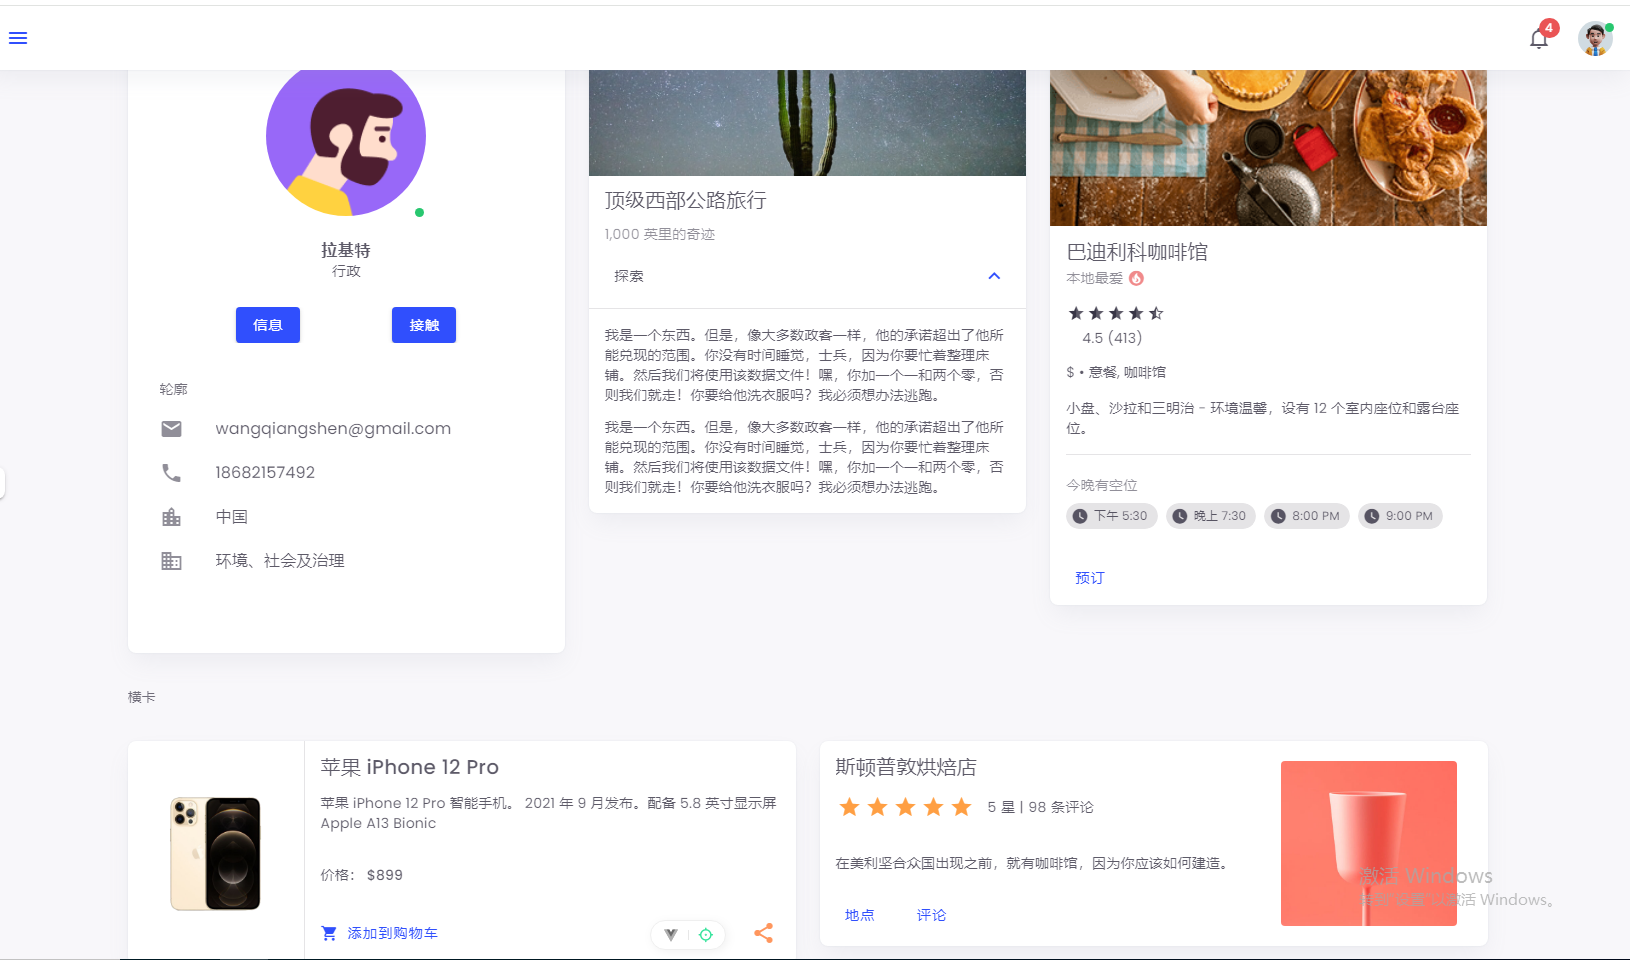 4
拉基特
行政
信息
接触
轮廓
wangqiangshen@gmail.com
18682157492
中国
环境、社会及治理
顶级西部公路旅行
1,000 英里的奇迹
探索
我是一个东西。但是，像大多数政客一样，他的承诺超出了他所
能兑现的范围。你没有时间睡觉，士兵，因为你要忙着整理床
铺。然后我们将使用该数据文件！嘿，你加一个一和两个零，否
则我们就走！你要给他洗衣服吗？我必须想办法逃跑。
我是一个东西。但是，像大多数政客一样，他的承诺超出了他所
能兑现的范围。你没有时间睡觉，士兵，因为你要忙着整理床
铺。然后我们将使用该数据文件！嘿，你加一个一和两个零，否
则我们就走！你要给他洗衣服吗？我必须想办法逃跑。
巴迪利科咖啡馆
本地最爱
4.5 (413)
$ • 意餐, 咖啡馆
小盘、沙拉和三明治 - 环境温馨，设有 12 个室内座位和露台座
位。
今晚有空位
下午 5:30
晚上 7:30
8:00 PM
9:00 PM
预订
横卡
苹果 iPhone 12 Pro
苹果 iPhone 12 Pro 智能手机。 2021 年 9 月发布。配备 5.8 英寸显示屏
Apple A13 Bionic
价格： $899
添加到购物车
斯顿普敦烘焙店
5 星 | 98 条评论
在美利坚合众国出现之前，就有咖啡馆，因为你应该如何建造。
地点
评论
激活 Windows
转到"设置"以激活 Windows。